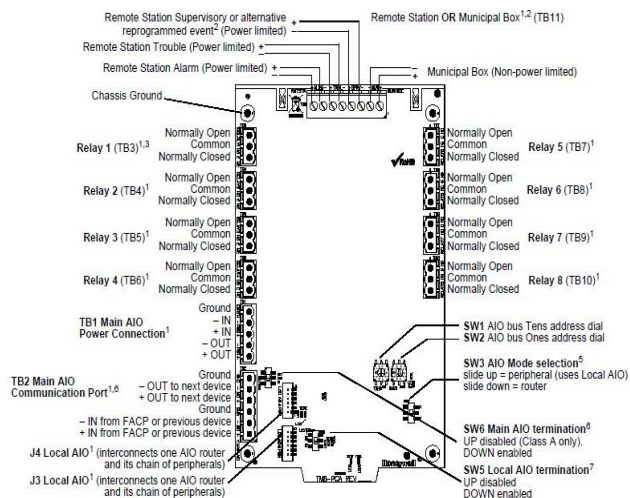 Remote Station Supervisory or alternative
reprogrammed event2 (Power limited)
Remote Station OR Municipal Box1,2 (TB11)
Remote Station Trouble (Power limited)
Remote Station Alarm (Power limited)
Municipal Box (Non-power limited)
Chassis Ground
Relay 1 (TB3)1,3
Normally Open
Common
Normally Closed
Relay 2 (TB4)1
Normally Open
Common
Normally Closed
Relay 3 (TB5)1
Normally Open
Common
Normally Closed
Relay 4 (TB6)1
Normally Open
Common
Normally Closed
Normally Open
Common
Normally Closed
Relay 5 (TB7)1
Normally Open
Common
Normally Closed
Relay 6 (TB8)1
Normally Open
Common
Normally Closed
Relay 7 (TB9)1
Normally Open
Common
Normally Closed
Relay 8 (TB10)1
RoHS
TB1 Main AIO
Power Connection1
Ground
– IN
+ IN
– OUT
+ OUT
TB2 Main AIO
Communication Port1,6
Ground
– OUT to next device
+ OUT to next device
Ground
– IN from FACP or previous device
+ IN from FACP or previous device
J4 Local AIO1 (interconnects one AIO router
and its chain of peripherals)
J3 Local AIO1 (interconnects one AIO router
and its chain of peripherals)
SW1 AIO bus Tens address dial
SW2 AIO bus Ones address dial
SW3 AIO Mode selection5
slide up = peripheral (uses Local AIO)
slide down = router
SW6 Main AIO termination6
UP disabled (Class A only).
DOWN enabled
SW5 Local AIO termination7
UP disabled
DOWN enabled
Honeywell